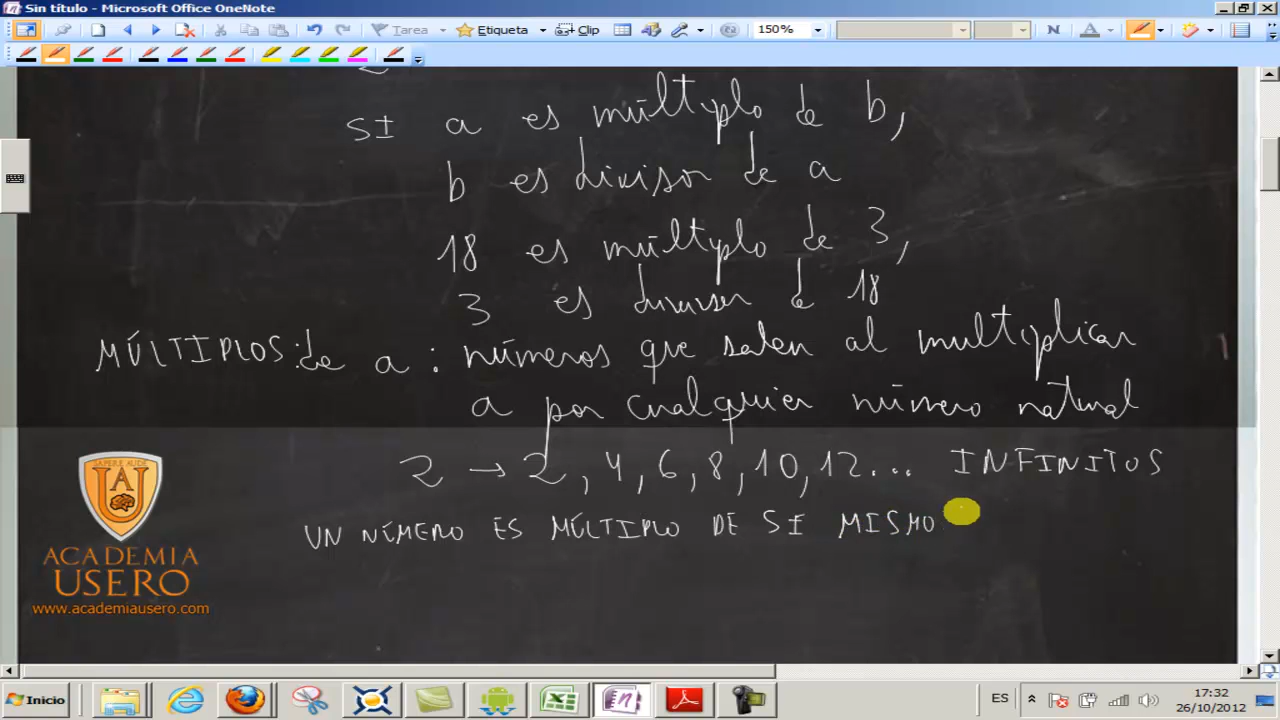 Sin título - Microsoft Office OneNote
Tarea Etiqueta Clip 150% N A
SI a es múltiplo de b,
b es divisor de a
18 es múltiplo de 3,
3 es divisor de 18
MÚLTIPLOS: de a : números que salen al multiplicar
a por cualquier número natural
2 → 2, 4, 6, 8, 10, 12... INFINITOS
UN NÚMERO ES MÚLTIPLO DE SI MISMO
SAPERE AUDE
UA
ACADEMIA
USERO
www.academiausero.com
Inicio
ES
17:32
26/10/2012